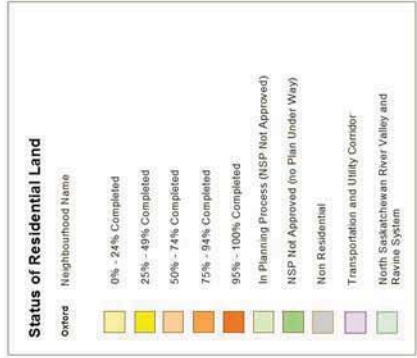 Status of Residential Land
Oxford Neighbourhood Name
0% - 24% Completed
25% - 49% Completed
50% - 74% Completed
75% - 94% Completed
95% - 100% Completed
In Planning Process (NSP Not Approved)
NSP Not Approved (no Plan Under Way)
Non Residential
Transportation and Utility Corridor
North Saskatchewan River Valley and
Ravine System